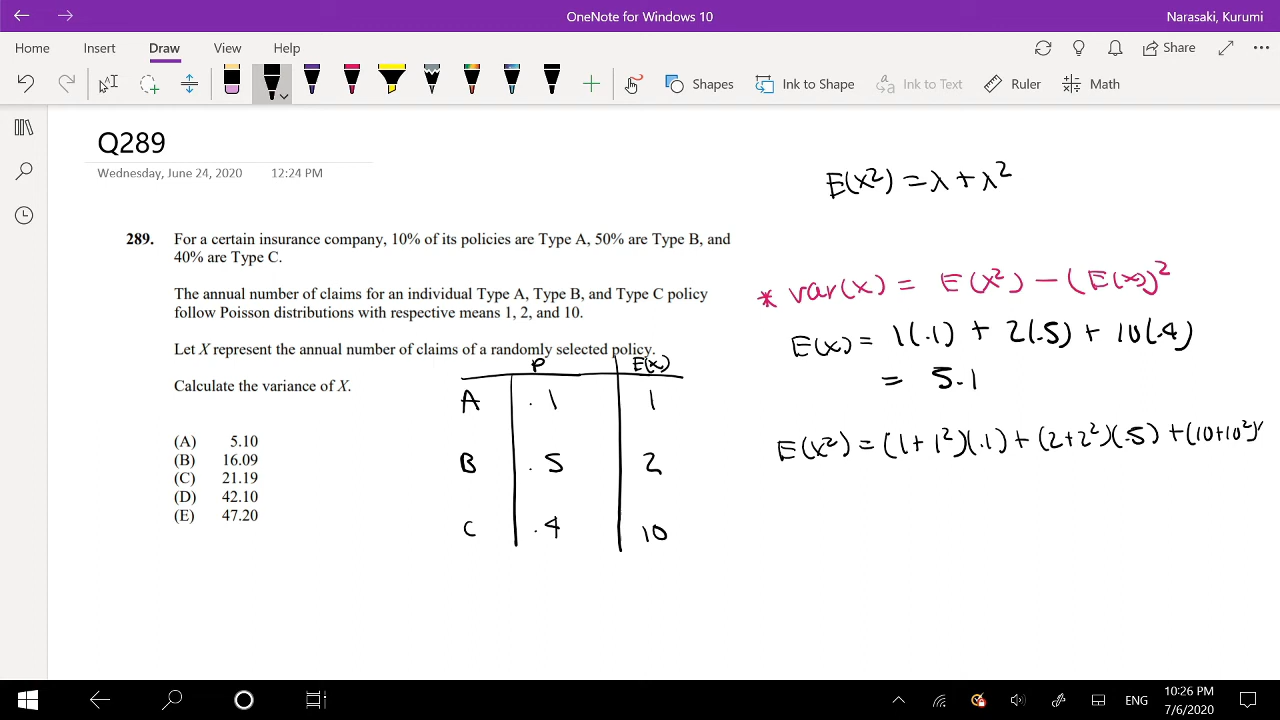 OneNote for Windows 10
Narasaki, Kurumi
Home Insert Draw View Help
Share
Shapes Ink to Shape Ink to Text Ruler Math
Q289
Wednesday, June 24, 2020 12:24 PM
289. For a certain insurance company, 10% of its policies are Type A, 50% are Type B, and
40% are Type C.
The annual number of claims for an individual Type A, Type B, and Type C policy
follow Poisson distributions with respective means 1, 2, and 10.
Let X represent the annual number of claims of a randomly selected policy.
Calculate the variance of X.
(A) 5.10
(B) 16.09
(C) 21.19
(D) 42.10
(E) 47.20
P E(x)
A .1 1
B .5 2
C .4 10
E(x²) = λ + λ²
* var(x) = E(x²) - (E(x))²
E(x) = 1(.1) + 2(.5) + 10(.4)
= 5.1
E(x²) = (1+1²)(.1) + (2+2²)(.5) + (10+10²)
ENG
10:26 PM
7/6/2020